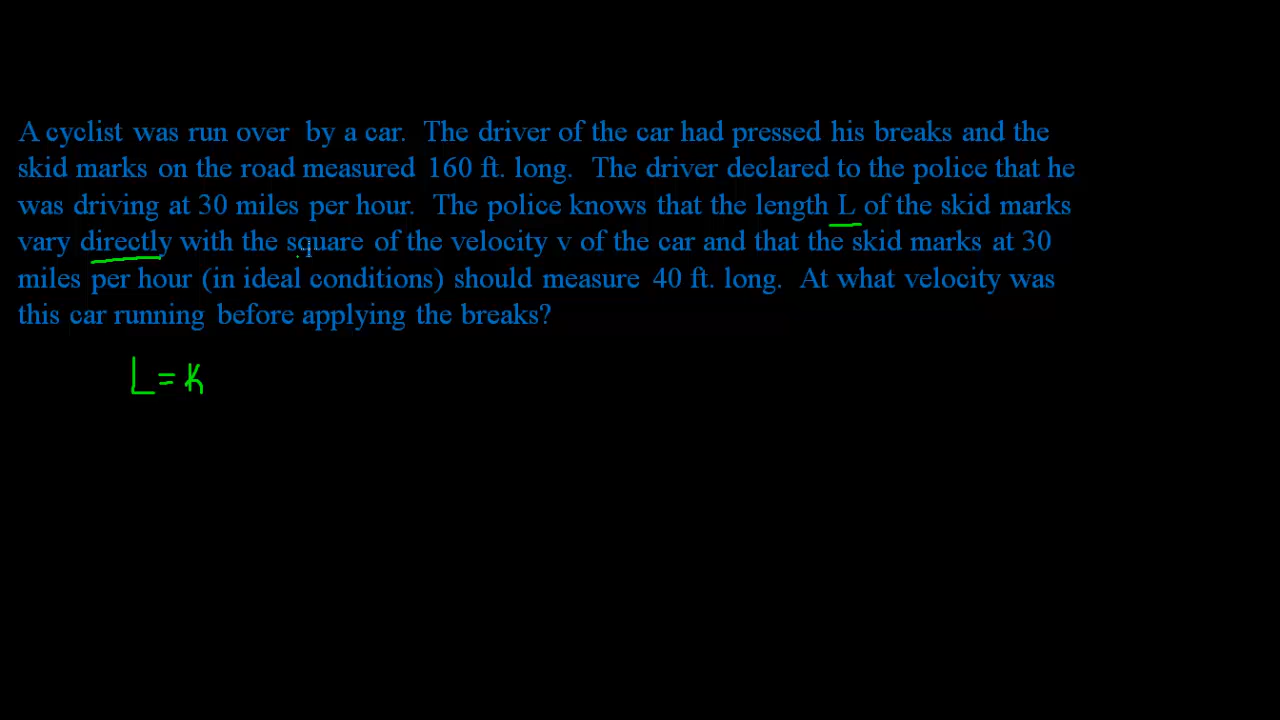 A cyclist was run over by a car. The driver of the car had pressed his breaks and the
skid marks on the road measured 160 ft. long. The driver declared to the police that he
was driving at 30 miles per hour. The police knows that the length L of the skid marks
vary directly with the square of the velocity v of the car and that the skid marks at 30
miles per hour (in ideal conditions) should measure 40 ft. long. At what velocity was
this car running before applying the breaks?
L = K